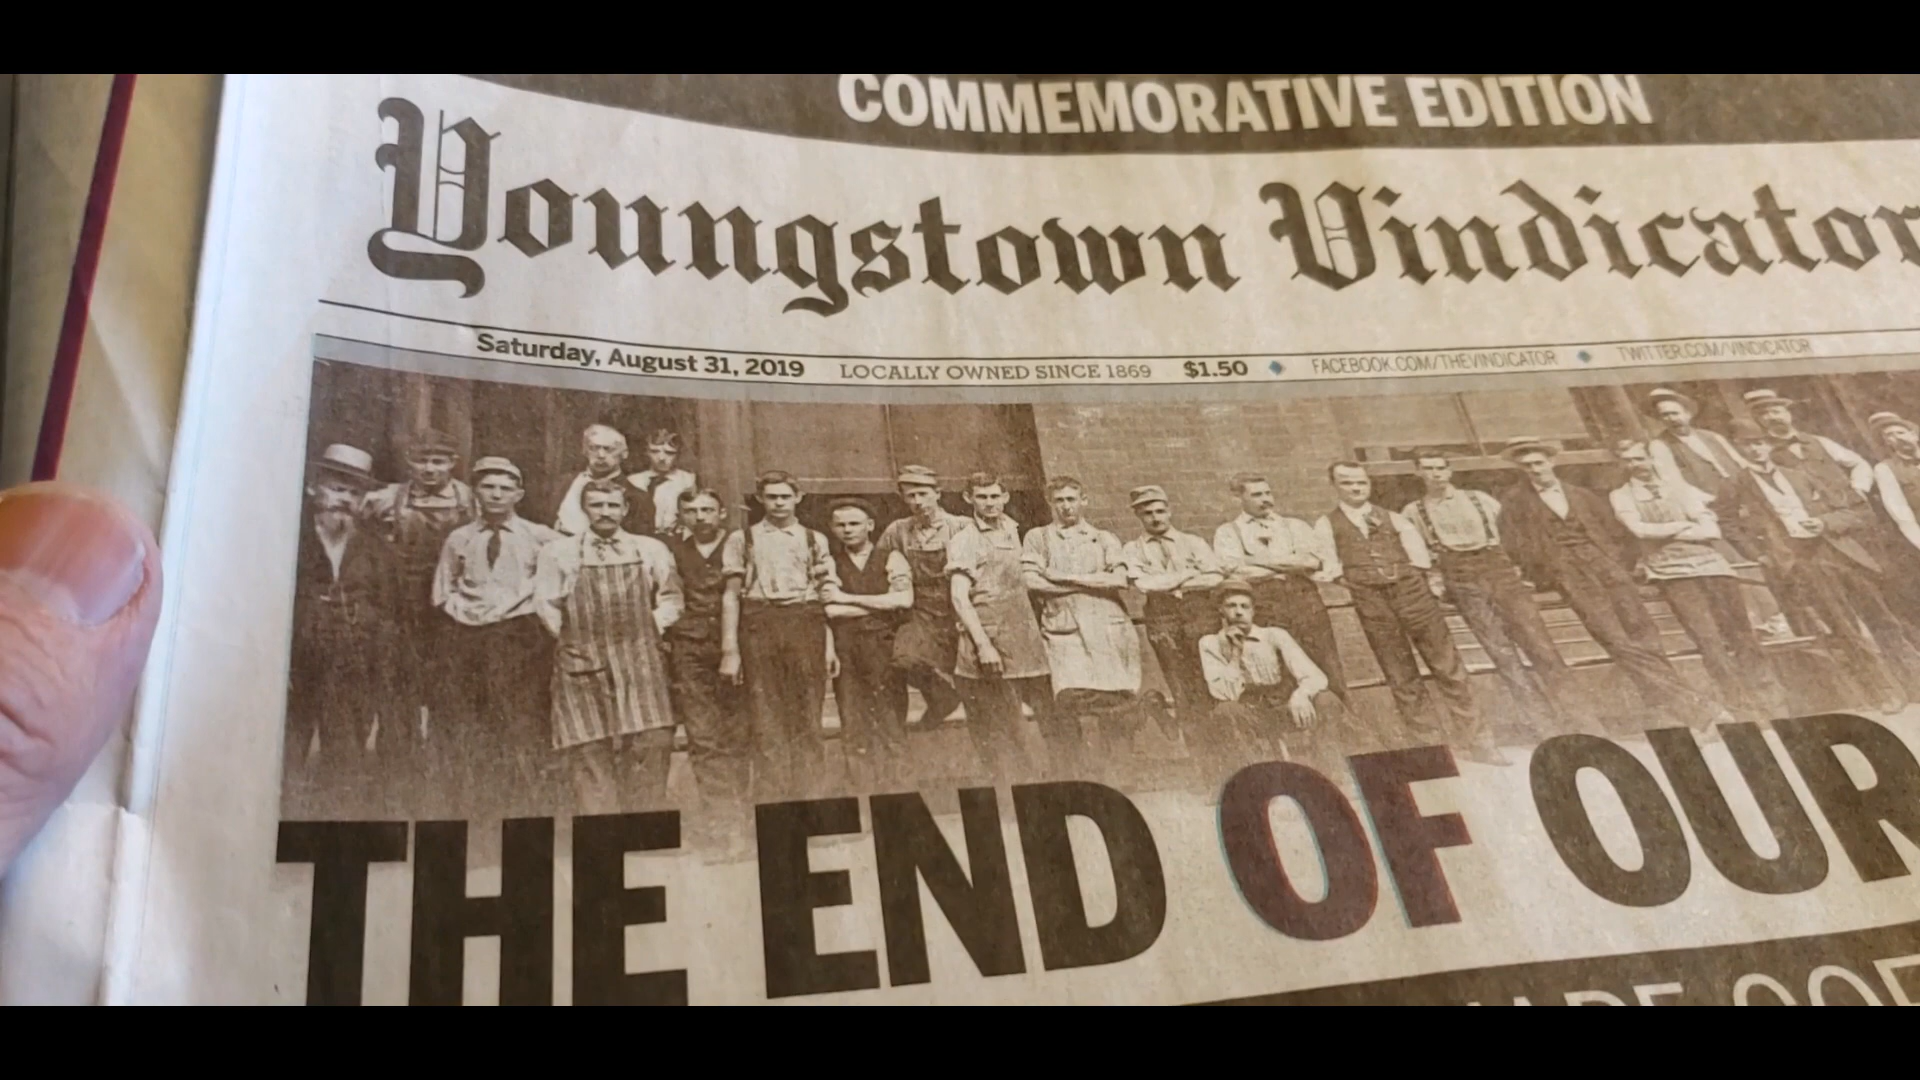 COMMEMORATIVE EDITION
Youngstown Vindicator
Saturday, August 31, 2019 LOCALLY OWNED SINCE 1869 $1.50 FACEBOOK.COM/THEVINDICATOR TWITTER.COM/VINDICATOR
THE END OF OUR